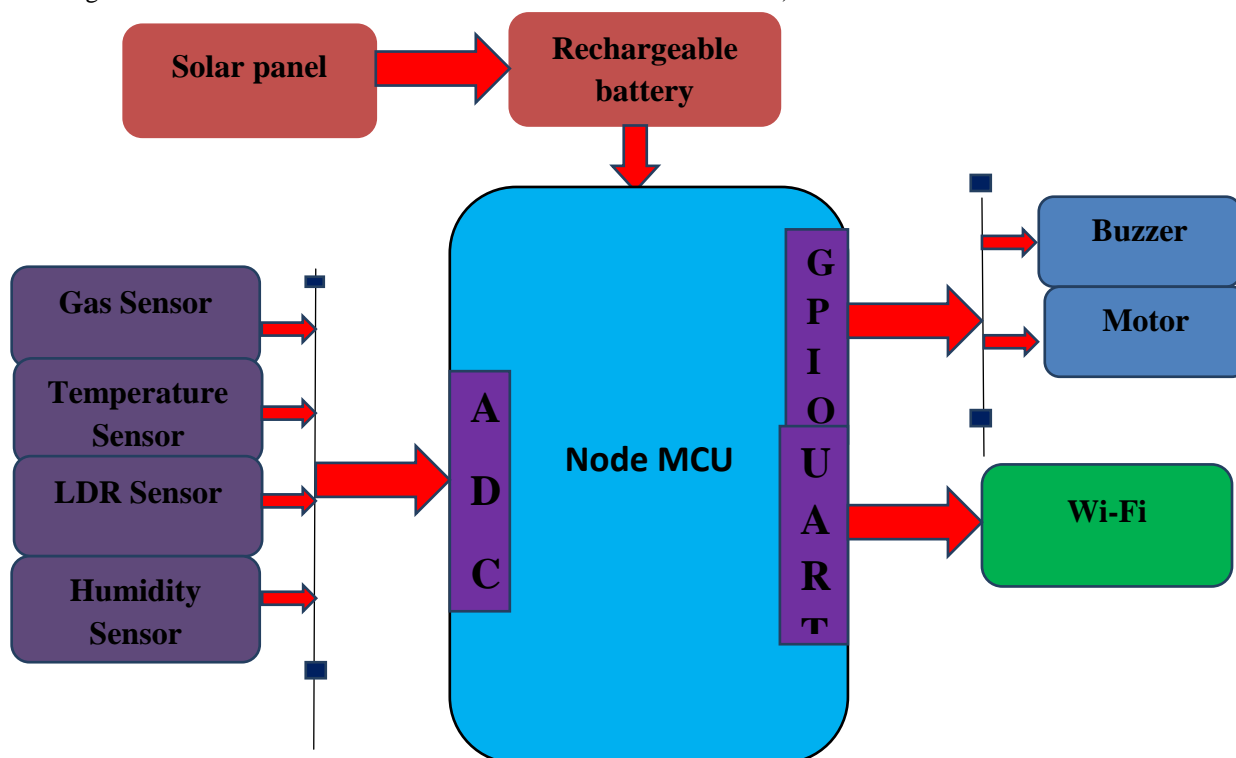 Solar panel
Rechargeable
battery
Gas Sensor
Temperature
Sensor
LDR Sensor
Humidity
Sensor
A
D
C
Node MCU
G
P
I
O
U
A
R
T
Buzzer
Motor
Wi-Fi